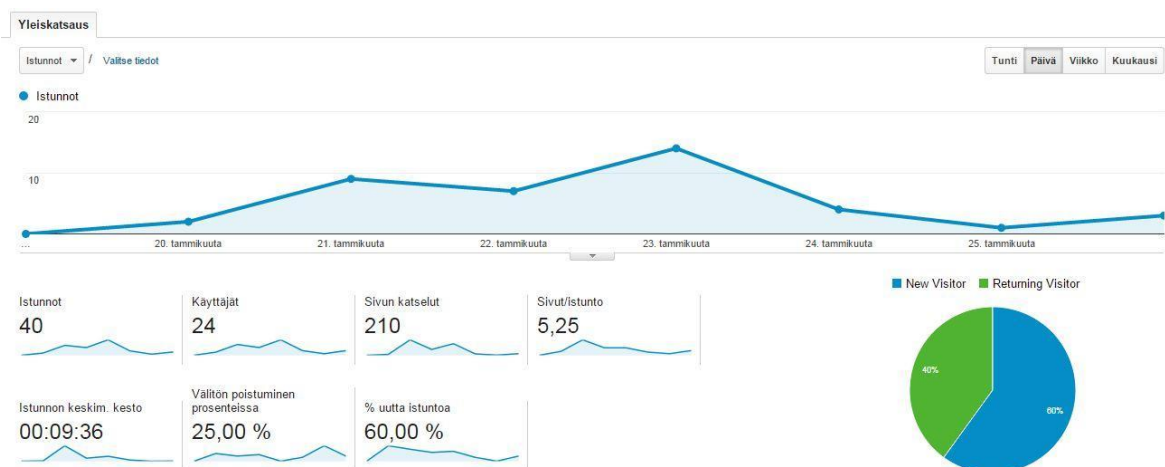 Yleiskatsaus
Istunnot / Valitse tiedot
Tunti Päivä Viikko Kuukausi
Istunnot
20
10
... 20. tammikuuta 21. tammikuuta 22. tammikuuta 23. tammikuuta 24. tammikuuta 25. tammikuuta
New Visitor Returning Visitor
Istunnot Käyttäjät Sivun katselut Sivut/istunto
40 24 210 5,25
40%
60%
Istunnon keskim. kesto
00:09:36
Välitön poistuminen
prosenteissa
25,00 %
% uutta istuntoa
60,00 %